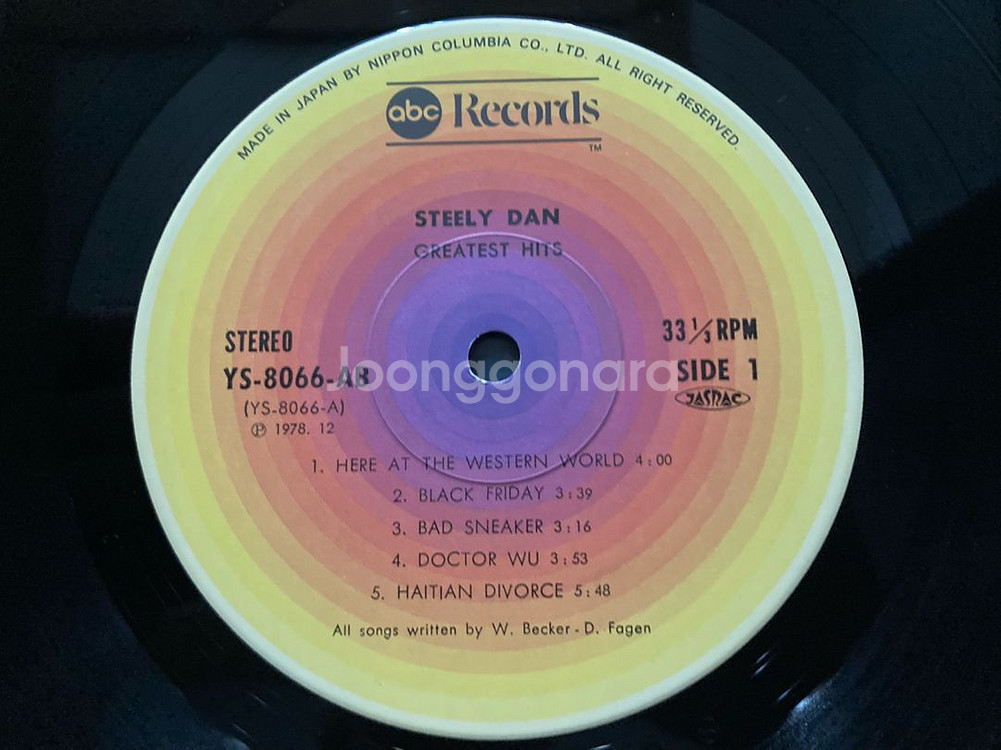 MADE IN JAPAN BY NIPPON COLUMBIA CO., LTD. ALL RIGHT RESERVED.
abc Records
TM
STEELY DAN
GREATEST HITS
STEREO
33 1/3 RPM
YS-8066-AB
SIDE 1
(YS-8066-A)
JASRAC
Ⓟ 1978. 12
Joonggonara
1. HERE AT THE WESTERN WORLD 4:00
2. BLACK FRIDAY 3:39
3. BAD SNEAKER 3:16
4. DOCTOR WU 3:53
5. HAITIAN DIVORCE 5:48
All songs written by W. Becker - D. Fagen